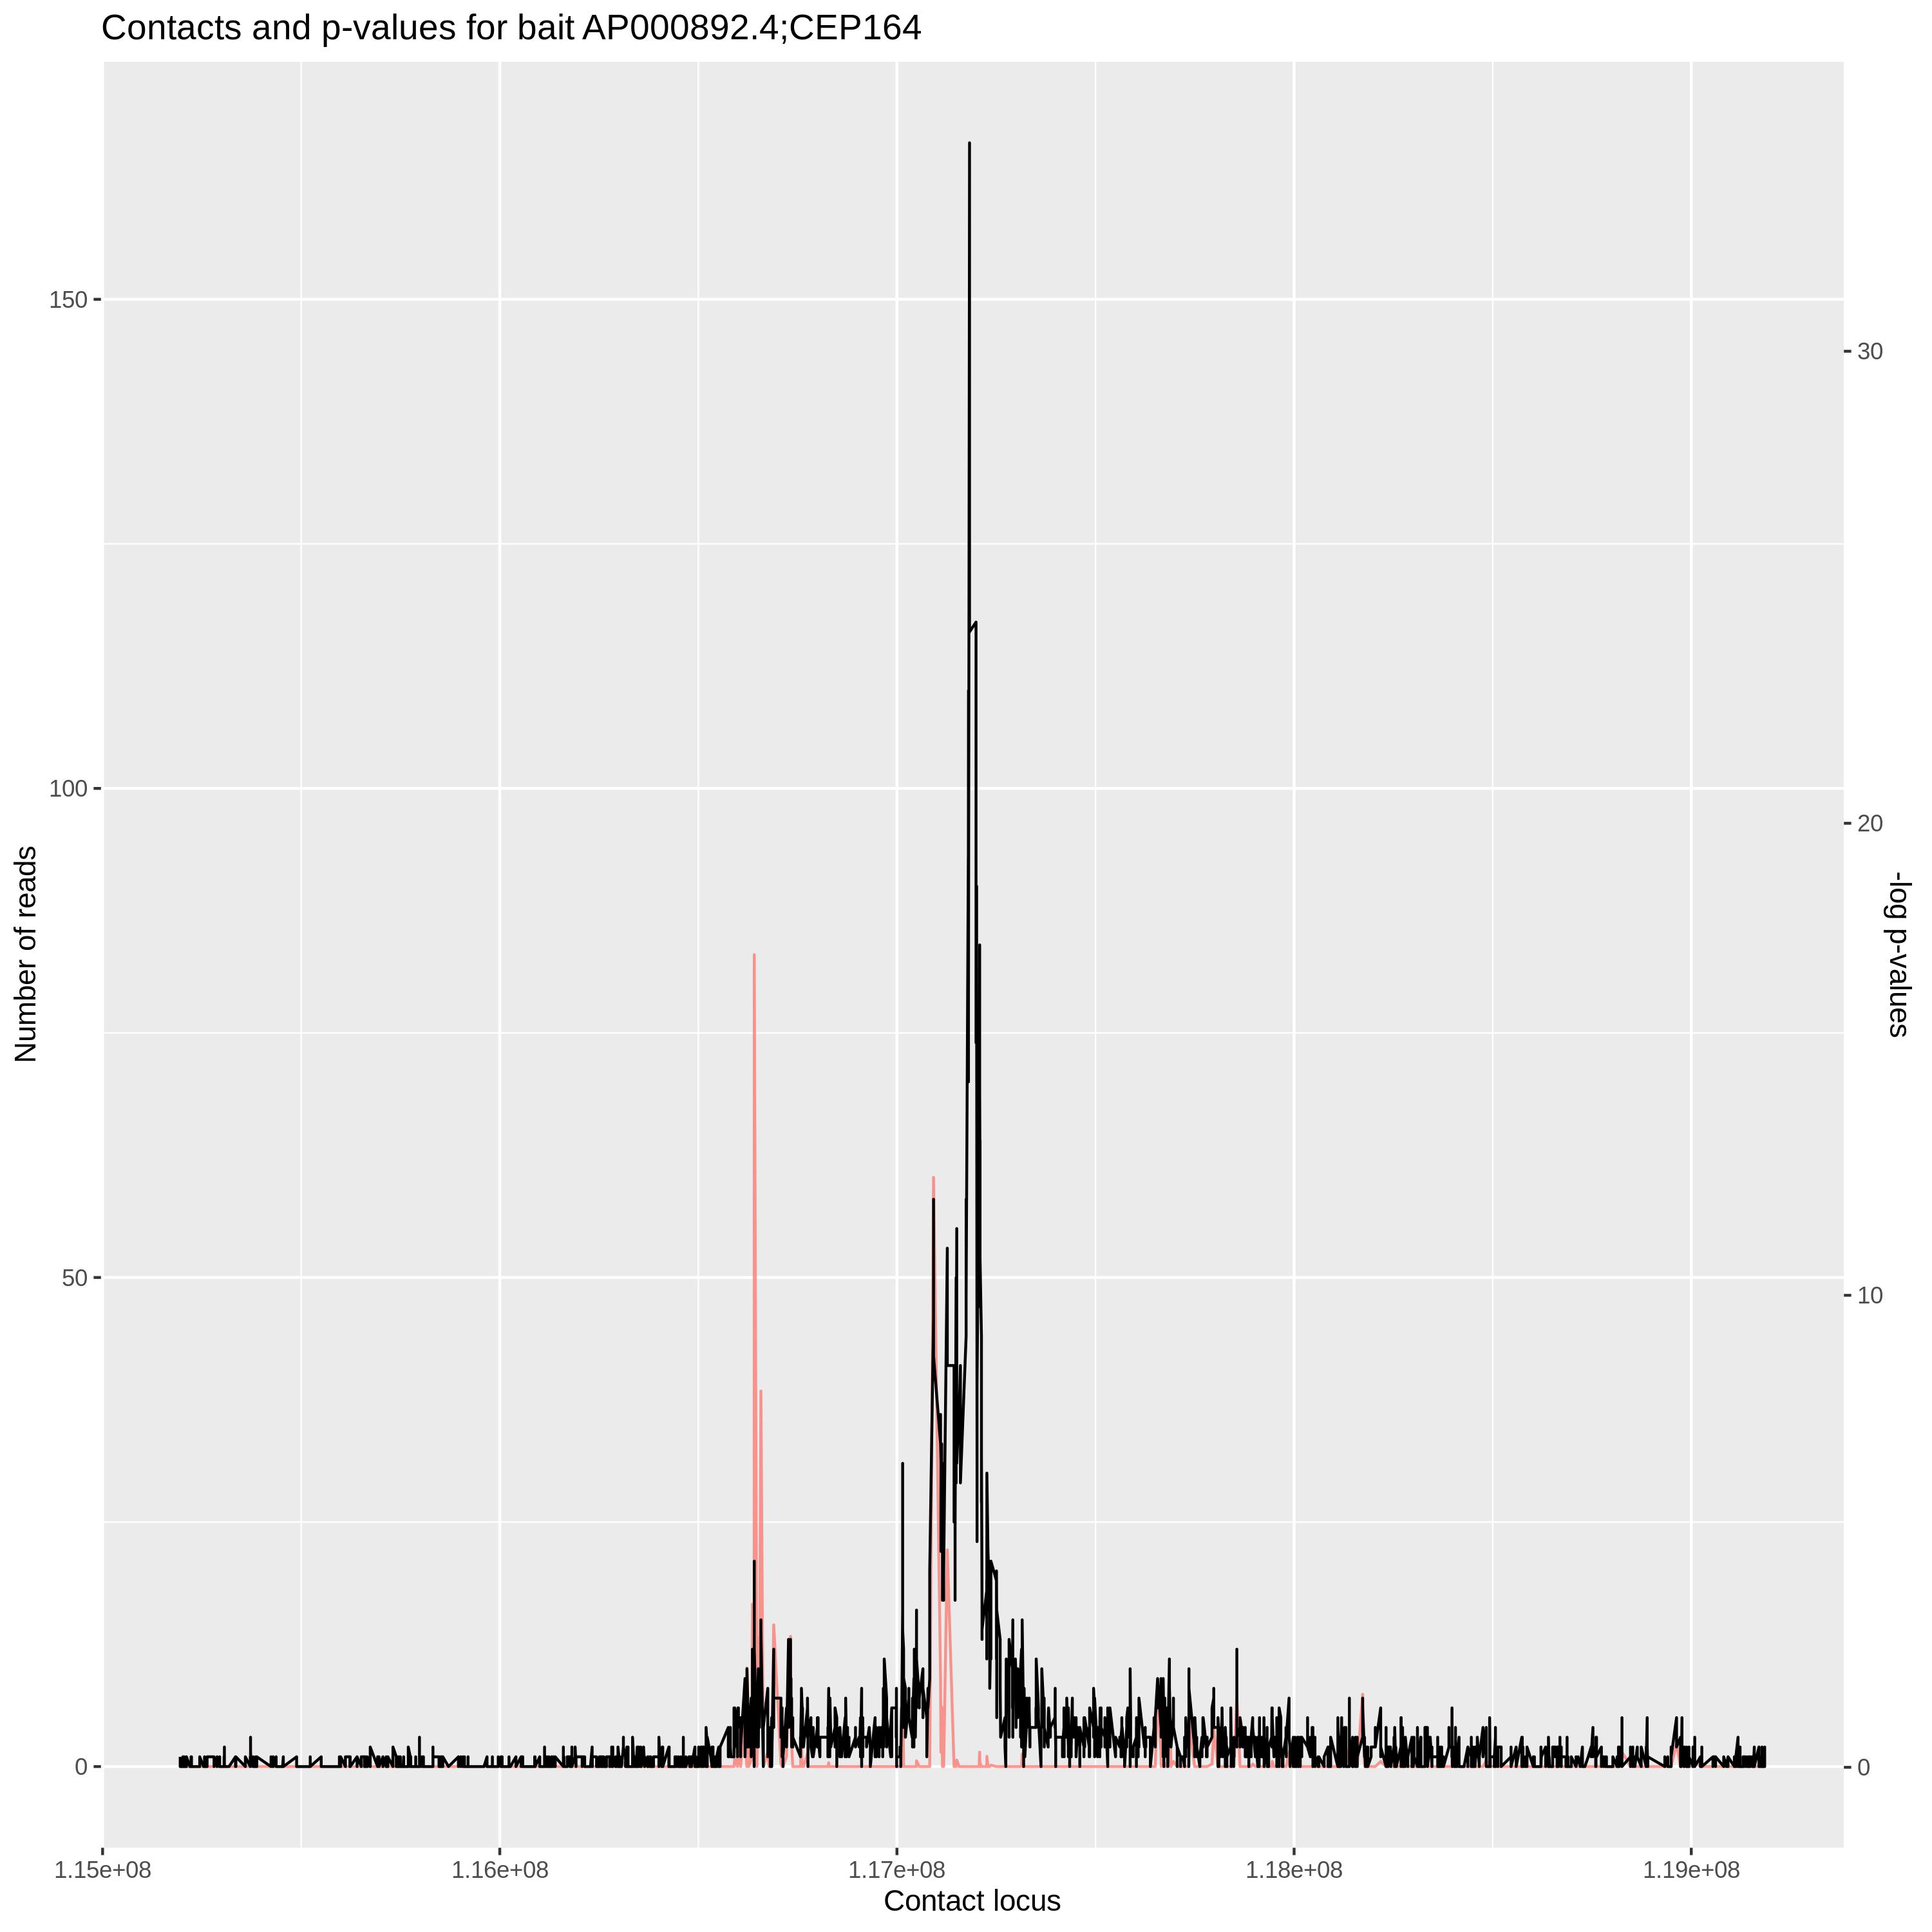 Contacts and p-values for bait AP000892.4;CEP164
150
100
50
0
30
20
10
0
Number of reads
-log p-values
1.15e+08
1.16e+08
1.17e+08
1.18e+08
1.19e+08
Contact locus